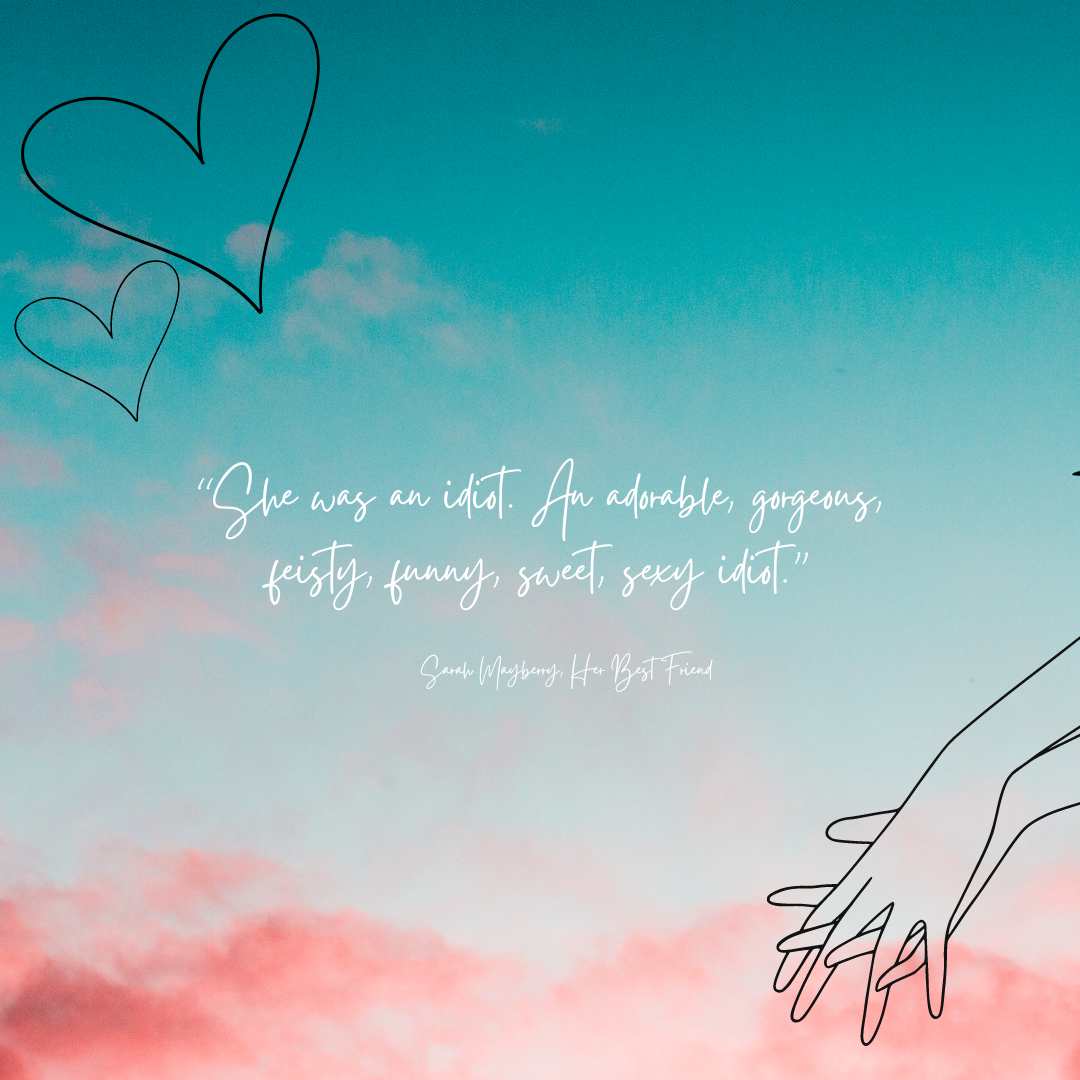 “She was an idiot. An adorable, gorgeous,
feisty, funny, sweet, sexy idiot.”
Sarah Mayberry, Her Best Friend